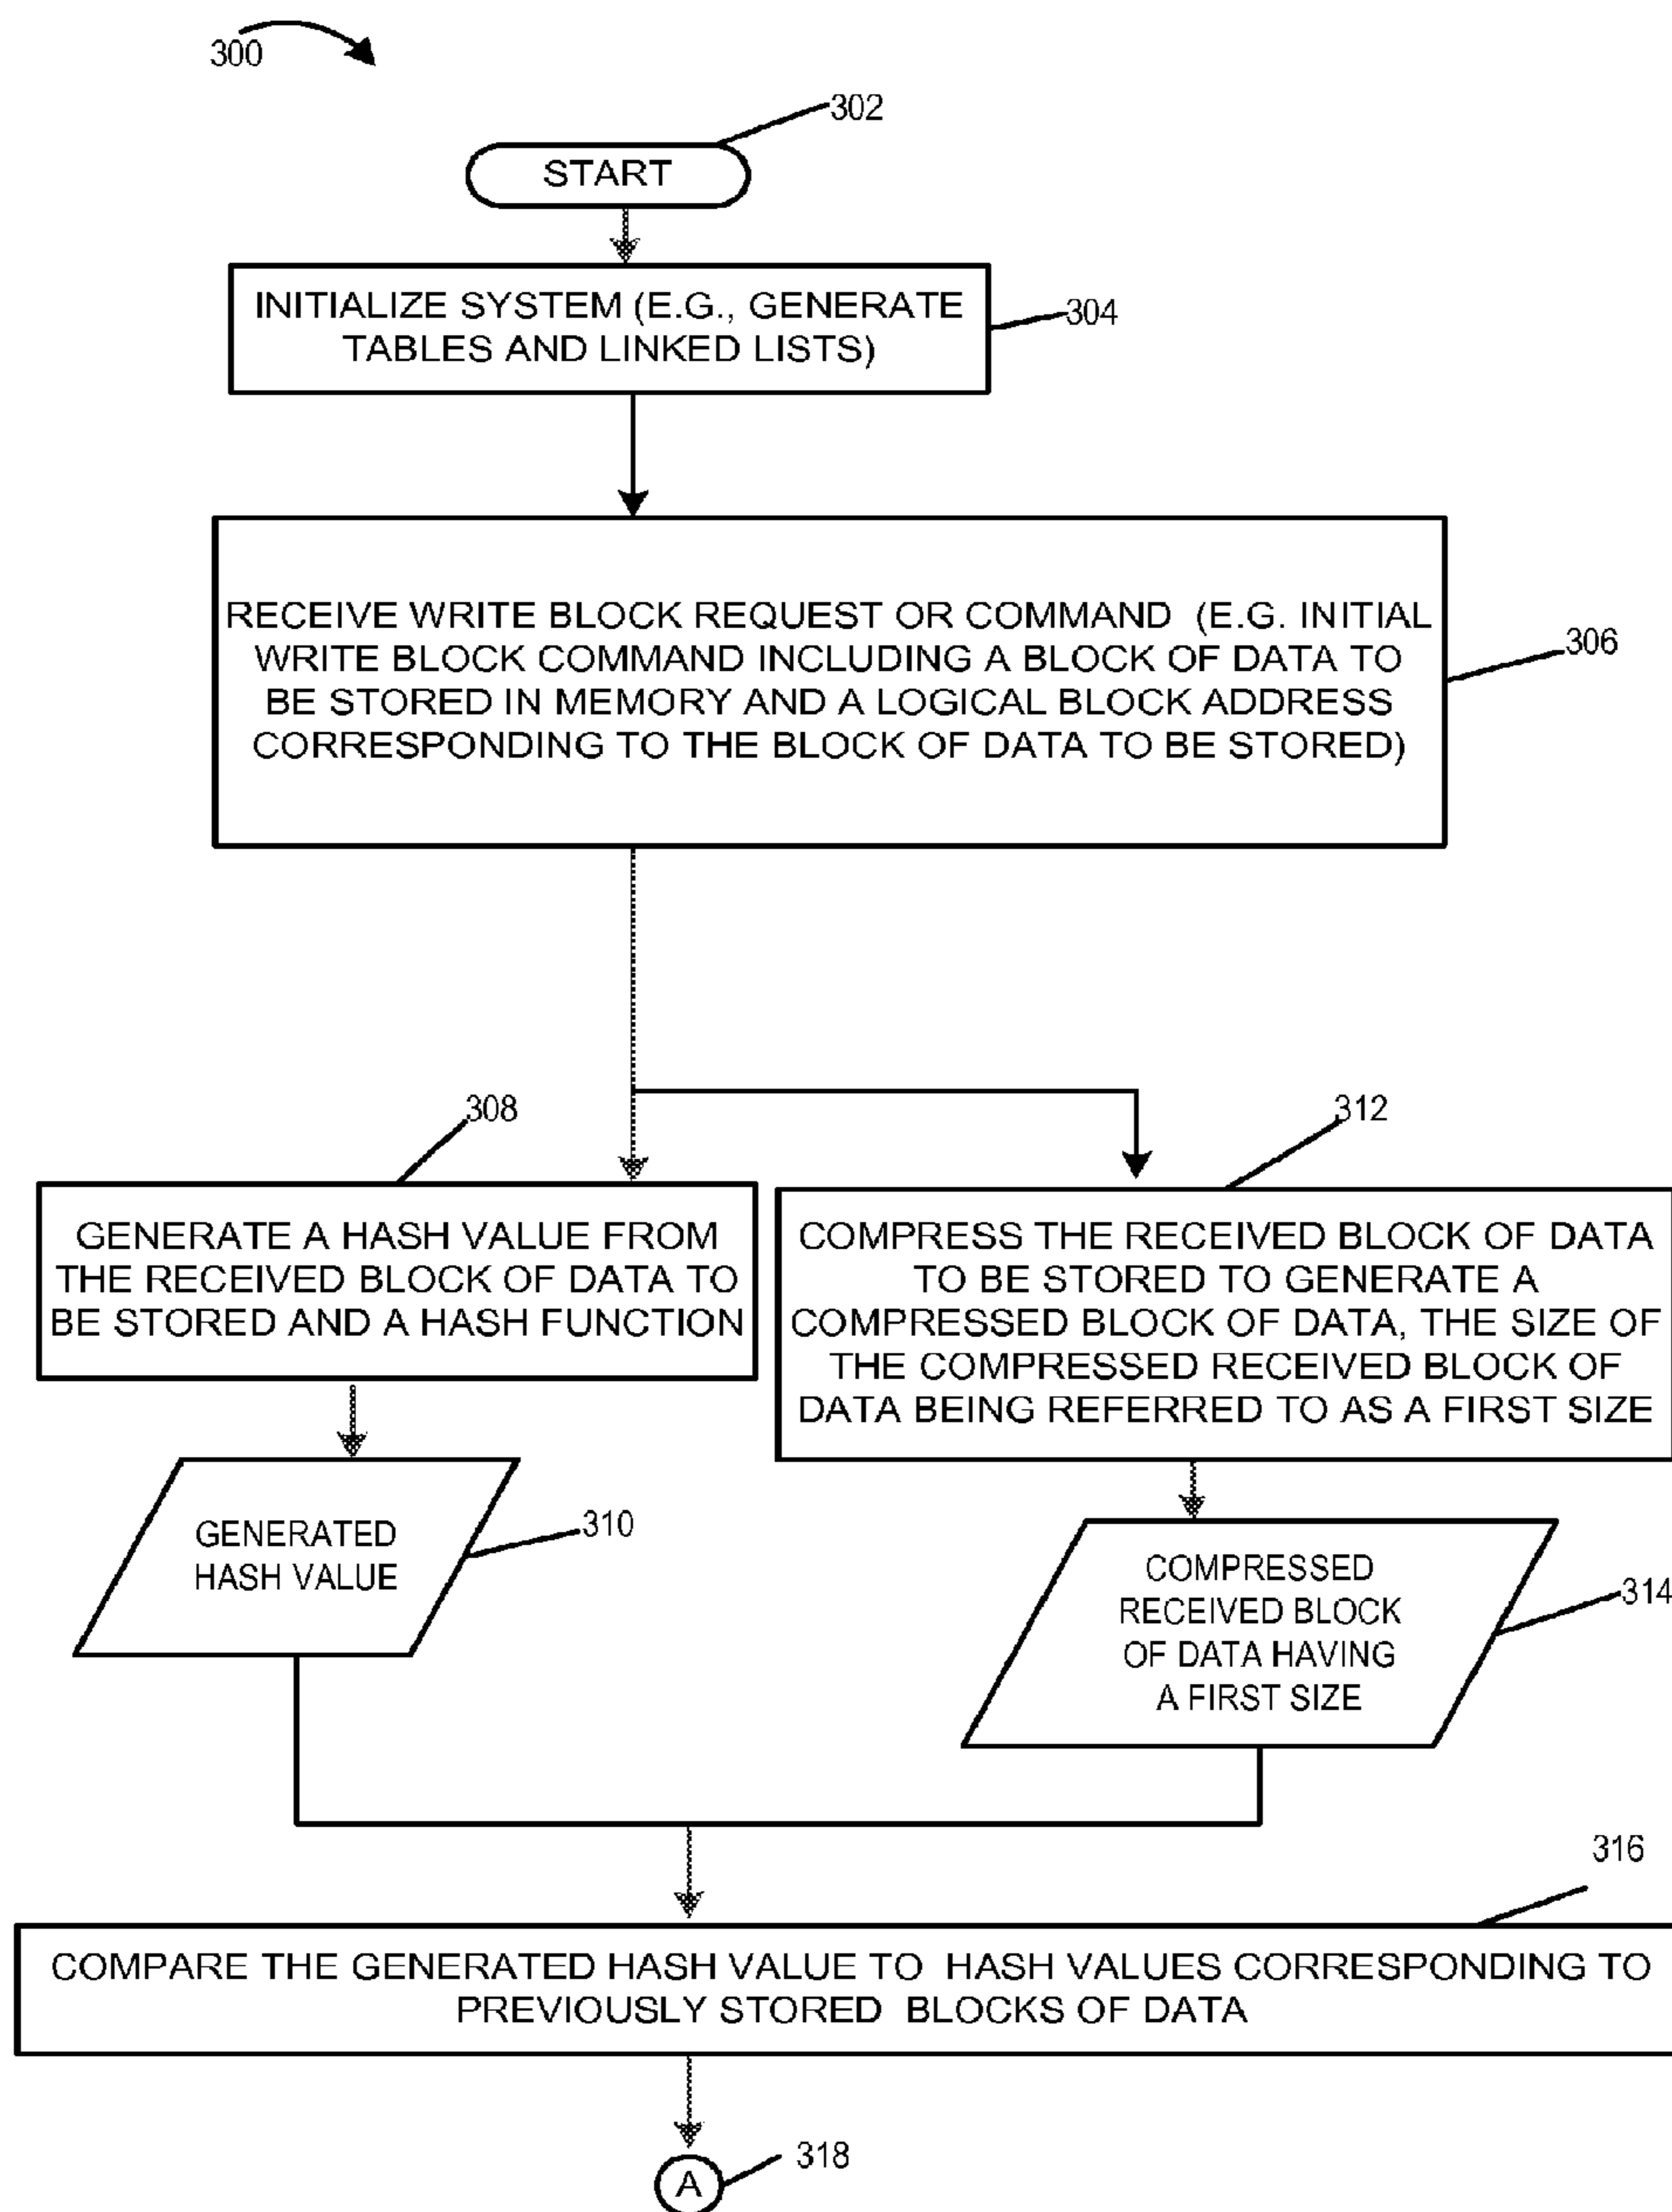 300
302
START
INITIALIZE SYSTEM (E.G., GENERATE
TABLES AND LINKED LISTS)
304
RECEIVE WRITE BLOCK REQUEST OR COMMAND (E.G. INITIAL
WRITE BLOCK COMMAND INCLUDING A BLOCK OF DATA TO
BE STORED IN MEMORY AND A LOGICAL BLOCK ADDRESS
CORRESPONDING TO THE BLOCK OF DATA TO BE STORED)
306
308
GENERATE A HASH VALUE FROM
THE RECEIVED BLOCK OF DATA TO
BE STORED AND A HASH FUNCTION
312
COMPRESS THE RECEIVED BLOCK OF DATA
TO BE STORED TO GENERATE A
COMPRESSED BLOCK OF DATA, THE SIZE OF
THE COMPRESSED RECEIVED BLOCK OF
DATA BEING REFERRED TO AS A FIRST SIZE
GENERATED
HASH VALUE
310
COMPRESSED
RECEIVED BLOCK
OF DATA HAVING
A FIRST SIZE
314
316
COMPARE THE GENERATED HASH VALUE TO HASH VALUES CORRESPONDING TO
PREVIOUSLY STORED BLOCKS OF DATA
A
318